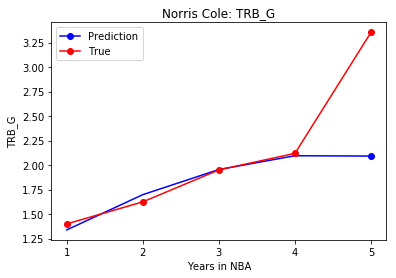 Norris Cole: TRB_G
Prediction
True
TRB_G
3.25
3.00
2.75
2.50
2.25
2.00
1.75
1.50
1.25
1
2
3
4
5
Years in NBA